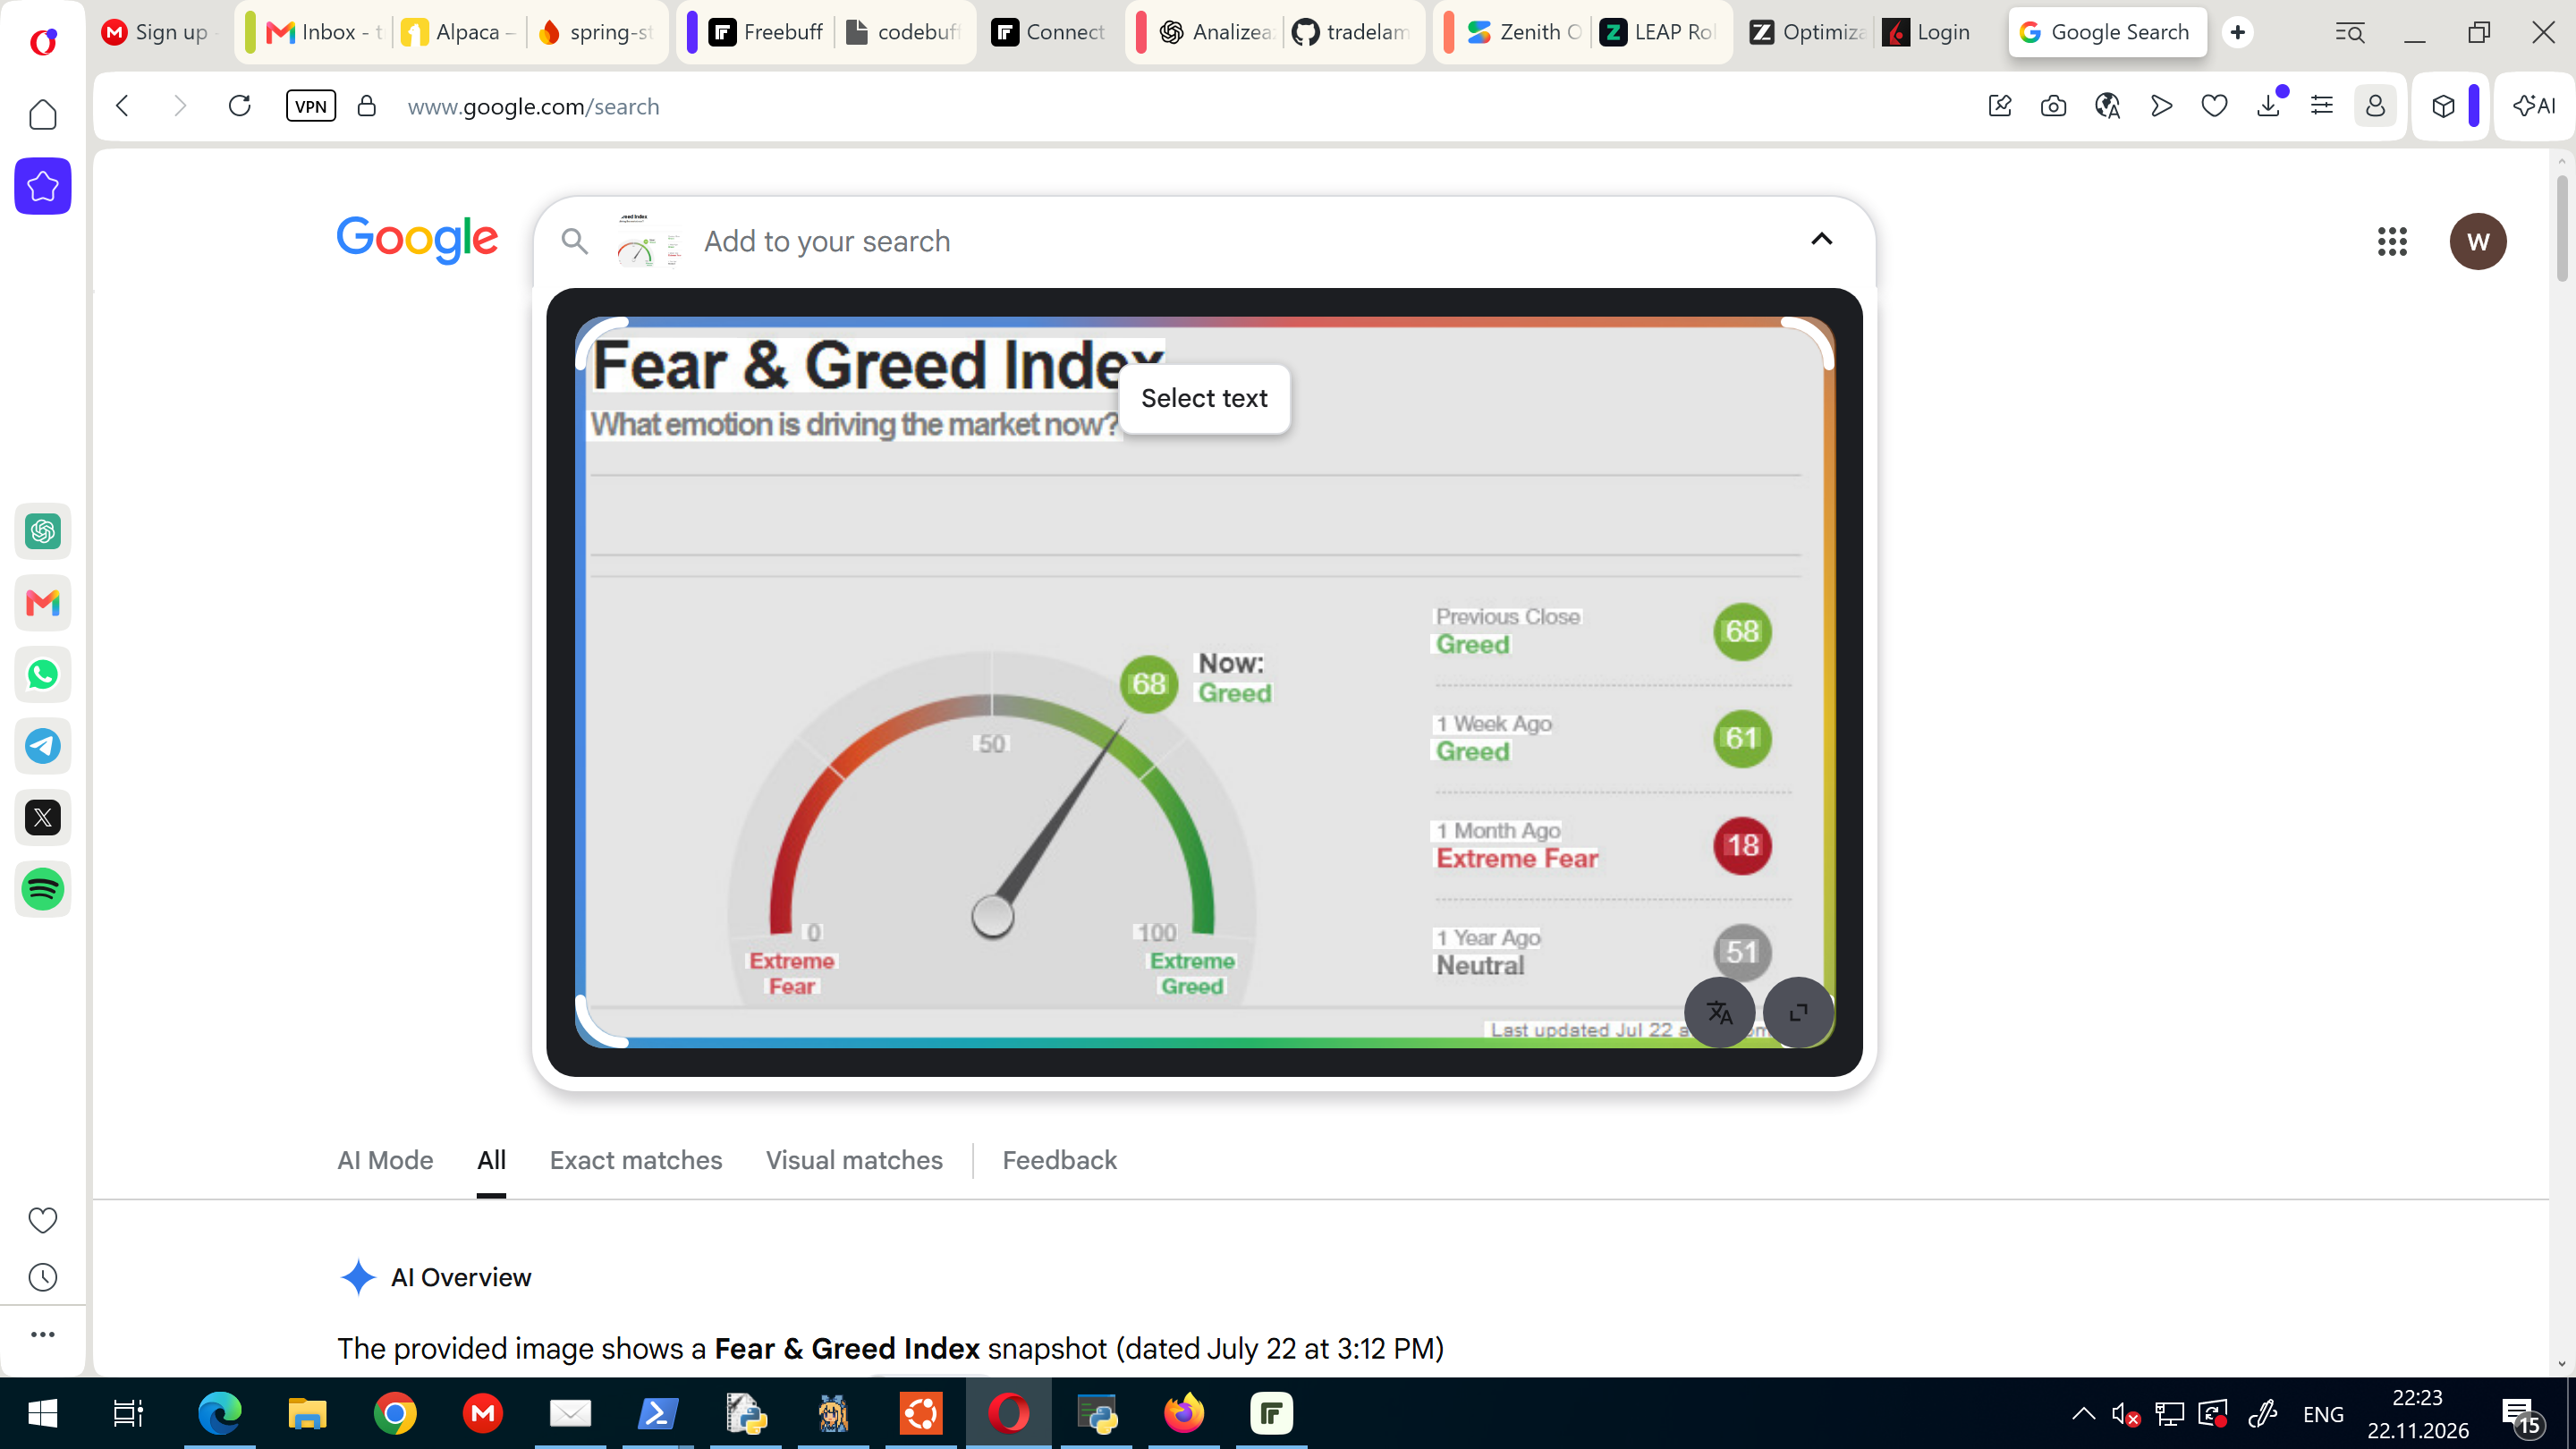 Sign up
Inbox - t
Alpaca –
spring-st
Freebuff
codebuff
Connect
Analizea
tradelam
Zenith O
LEAP Rol
Optimiza
Login
Google Search
VPN
www.google.com/search
AI
Google
Add to your search
W
Fear & Greed Index
Select text
What emotion is driving the market now?
Previous Close
Greed
68
Now:
Greed
68
1 Week Ago
Greed
61
50
1 Month Ago
Extreme Fear
18
0
100
1 Year Ago
Neutral
51
Extreme
Fear
Extreme
Greed
Last updated Jul 22 a
AI Mode
All
Exact matches
Visual matches
Feedback
AI Overview
The provided image shows a Fear & Greed Index snapshot (dated July 22 at 3:12 PM)
ENG
22:23
22.11.2026
15